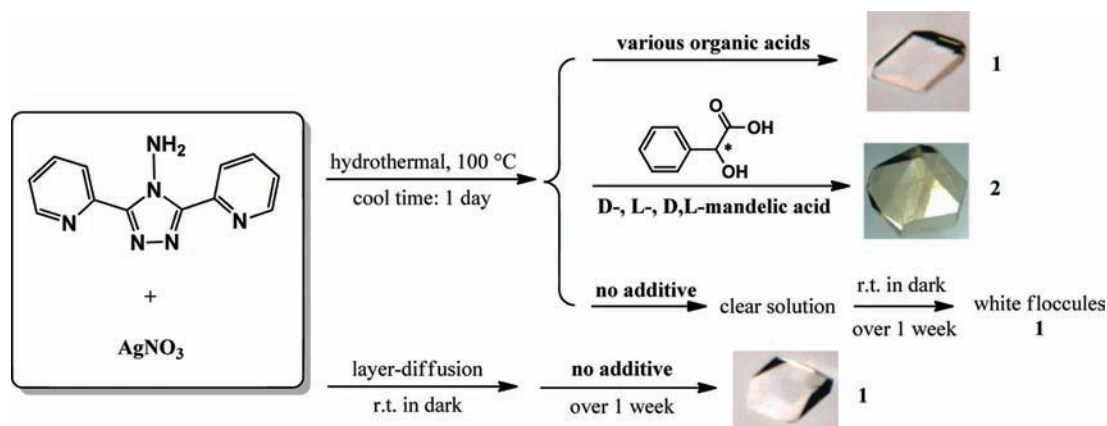 NH₂
N
N
N
N
N
+
AgNO₃
hydrothermal, 100 °C
cool time: 1 day
various organic acids
1
O
OH
*
OH
D-, L-, D,L-mandelic acid
2
no additive
clear solution
r.t. in dark
over 1 week
white floccules
1
layer-diffusion
r.t. in dark
no additive
over 1 week
1